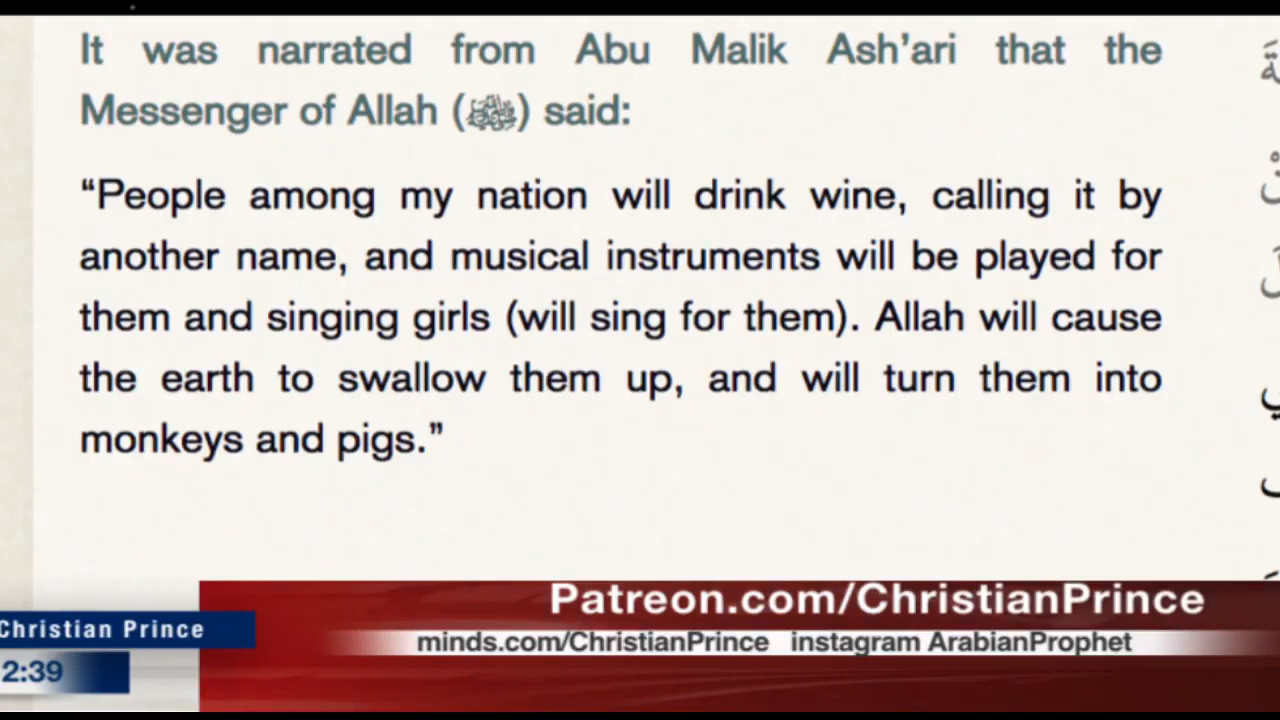 It was narrated from Abu Malik Ash'ari that the
Messenger of Allah (ﷺ) said:
“People among my nation will drink wine, calling it by
another name, and musical instruments will be played for
them and singing girls (will sing for them). Allah will cause
the earth to swallow them up, and will turn them into
monkeys and pigs.”
Patreon.com/ChristianPrince
Christian Prince
minds.com/ChristianPrince instagram ArabianProphet
2:39